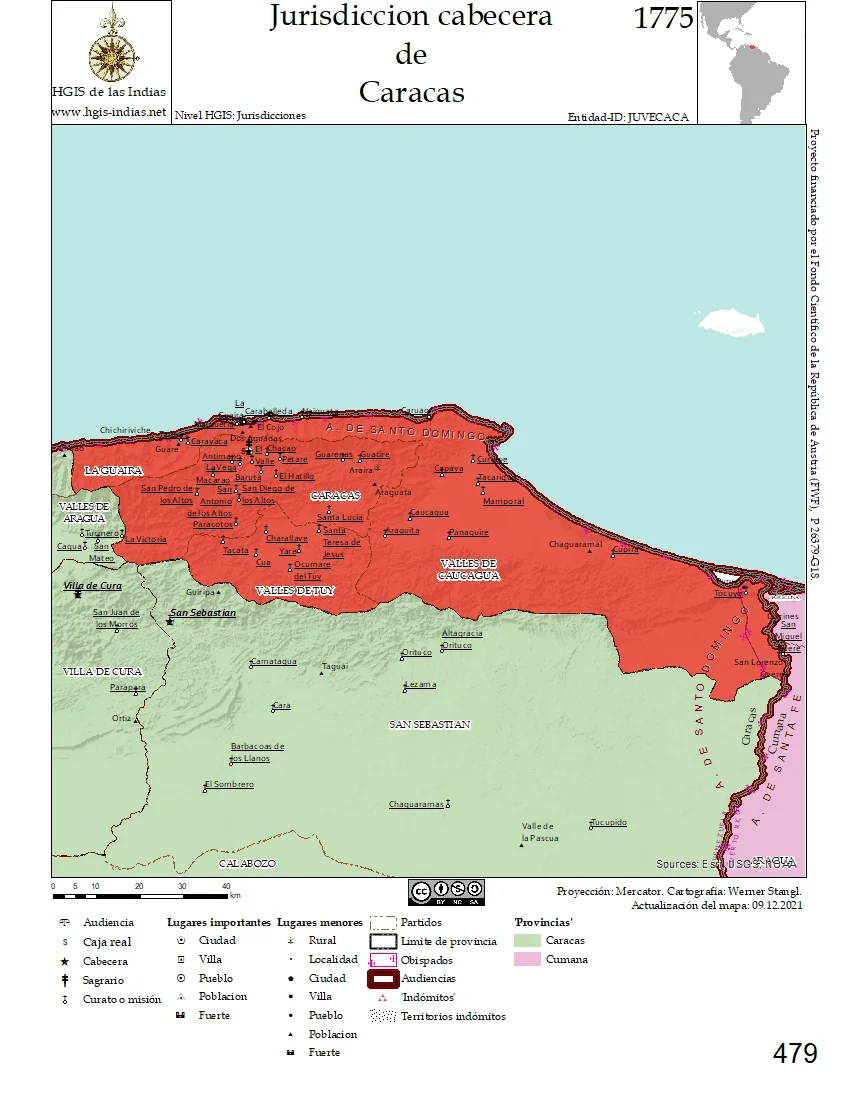 Jurisdiccion cabecera
de
Caracas
1775
HGIS de las Indias
www.hgis-indias.net
Nivel HGIS: Jurisdicciones
Entidad-ID: JUVECACA
Proyecto financiado por el Fondo Científico de la República de Austria (FWF), P 26379-G18.
La
Caraballeda
Caruao
Chichiriviche
El Cojo
A. DE SANTO DOMINGO
Guare
Carayaca
Dos Aguadas
El
Valle
Chacao
Antimano
Petare
Guarenas
Guatire
Araira
Curiepe
Capaya
LA GUAIRA
La Vega
Macarao
Baruta
El Hatillo
Tacarigua
San Pedro de
los Altos
San
Antonio
de los Altos
San Diego de
los Altos
CARACAS
Araguata
Mamporal
VALLES DE
ARAGUA
Paracotos
Santa Lucia
Caucagua
Turmero
La Victoria
Charallave
Santa
Teresa de
Jesus
Araquita
Panaquire
Chaguaramal
Cupira
Cagua
San
Mateo
Tacata
Yare
Cua
Ocumare
del Tuy
VALLES DE
CAUCAGUA
Villa de Cura
Guiripa
VALLES DE TUY
Tocuyo
San Juan de
los Morros
San Sebastian
San
Miguel
Altagracia
Orituco
Orituco
VILLA DE CURA
Camataqua
Taguai
San Lorenzo
Parapara
Lezama
A. DE SANTO DOMINGO
Cara
Ortiz
SAN SEBASTIAN
Caracas
Cumana
A. DE SANTA FE
Barbacoas de
los Llanos
El Sombrero
Chaguaramas
Valle de
la Pascua
Tucupido
CALABOZO
Sources: Esri, USGS, NOAA
0 5 10 20 30 40
km
CC BY NC SA
Proyección: Mercator. Cartografía: Werner Stangl.
Actualización del mapa: 09.12.2021
Audiencia
Caja real
Cabecera
Sagrario
Curato o misión
Lugares importantes
Ciudad
Villa
Pueblo
Poblacion
Fuerte
Lugares menores
Rural
Localidad
Ciudad
Villa
Pueblo
Poblacion
Fuerte
Partidos
Límite de provincia
Obispados
Audiencias
'Indómitos'
Territorios indómitos
'Provincias'
Caracas
Cumana
479